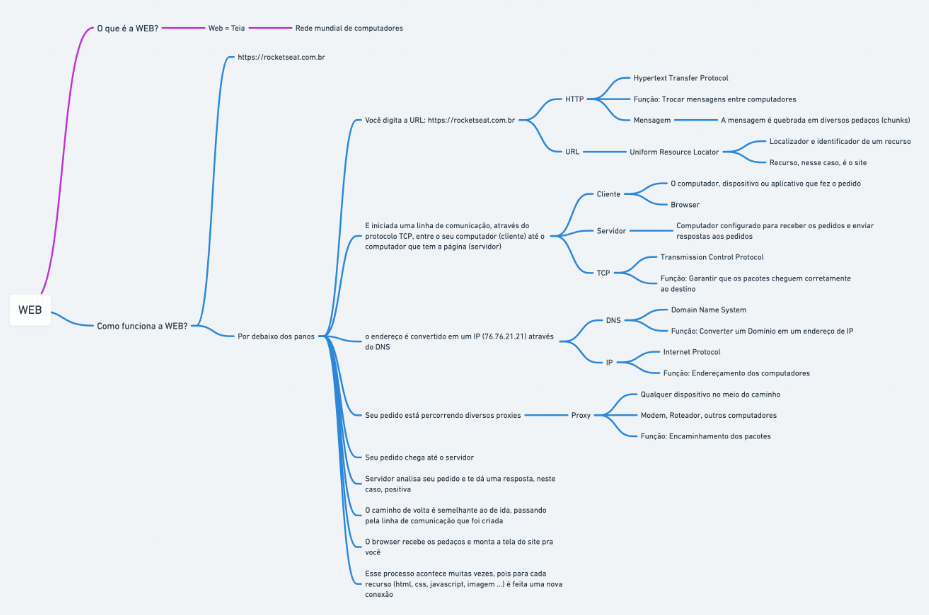 WEB
O que é a WEB?
Web = Teia
Rede mundial de computadores
Como funciona a WEB?
https://rocketseat.com.br
Por debaixo dos panos
Você digita a URL: https://rocketseat.com.br
HTTP
Hypertext Transfer Protocol
Função: Trocar mensagens entre computadores
Mensagem
A mensagem é quebrada em diversos pedaços (chunks)
URL
Uniform Resource Locator
Localizador e identificador de um recurso
Recurso, nesse caso, é o site
E iniciada uma linha de comunicação, através do
protocolo TCP, entre o seu computador (cliente) até o
computador que tem a página (servidor)
Cliente
O computador, dispositivo ou aplicativo que fez o pedido
Browser
Servidor
Computador configurado para receber os pedidos e enviar
respostas aos pedidos
TCP
Transmission Control Protocol
Função: Garantir que os pacotes cheguem corretamente
ao destino
o endereço é convertido em um IP (76.76.21.21) através
do DNS
DNS
Domain Name System
Função: Converter um Domínio em um endereço de IP
IP
Internet Protocol
Função: Endereçamento dos computadores
Seu pedido está percorrendo diversos proxies
Proxy
Qualquer dispositivo no meio do caminho
Modem, Roteador, outros computadores
Função: Encaminhamento dos pacotes
Seu pedido chega até o servidor
Servidor analisa seu pedido e te dá uma resposta, neste
caso, positiva
O caminho de volta é semelhante ao de ida, passando
pela linha de comunicação que foi criada
O browser recebe os pedaços e monta a tela do site pra
você
Esse processo acontece muitas vezes, pois para cada
recurso (html, css, javascript, imagem ...) é feita uma nova
conexão